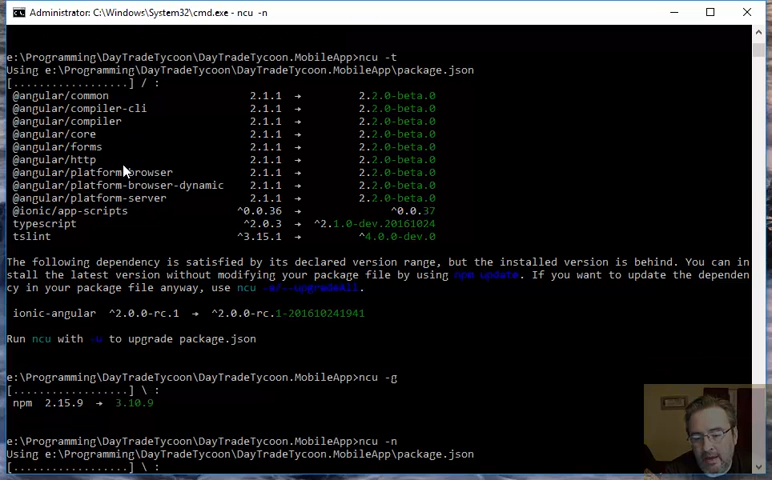 Administrator: C:\Windows\System32\cmd.exe - ncu -n
e:\Programming\DayTradeTycoon\DayTradeTycoon.MobileApp>ncu -t
Using e:\Programming\DayTradeTycoon\DayTradeTycoon.MobileApp\package.json
[..................] / :
@angular/common 2.1.1 → 2.2.0-beta.0
@angular/compiler-cli 2.1.1 → 2.2.0-beta.0
@angular/compiler 2.1.1 → 2.2.0-beta.0
@angular/core 2.1.1 → 2.2.0-beta.0
@angular/forms 2.1.1 → 2.2.0-beta.0
@angular/http 2.1.1 → 2.2.0-beta.0
@angular/platform-browser 2.1.1 → 2.2.0-beta.0
@angular/platform-browser-dynamic 2.1.1 → 2.2.0-beta.0
@angular/platform-server 2.1.1 → 2.2.0-beta.0
@ionic/app-scripts ^0.0.36 → ^0.0.37
typescript ^2.0.3 → ^2.1.0-dev.20161024
tslint ^3.15.1 → ^4.0.0-dev.0
The following dependency is satisfied by its declared version range, but the installed version is behind. You can in
stall the latest version without modifying your package file by using npm update. If you want to update the dependen
cy in your package file anyway, use ncu -a/--upgradeAll.
ionic-angular ^2.0.0-rc.1 → ^2.0.0-rc.1-201610241941
Run ncu with -u to upgrade package.json
e:\Programming\DayTradeTycoon\DayTradeTycoon.MobileApp>ncu -g
[..................] \ :
npm 2.15.9 → 3.10.9
e:\Programming\DayTradeTycoon\DayTradeTycoon.MobileApp>ncu -n
Using e:\Programming\DayTradeTycoon\DayTradeTycoon.MobileApp\package.json
[..................] \ :